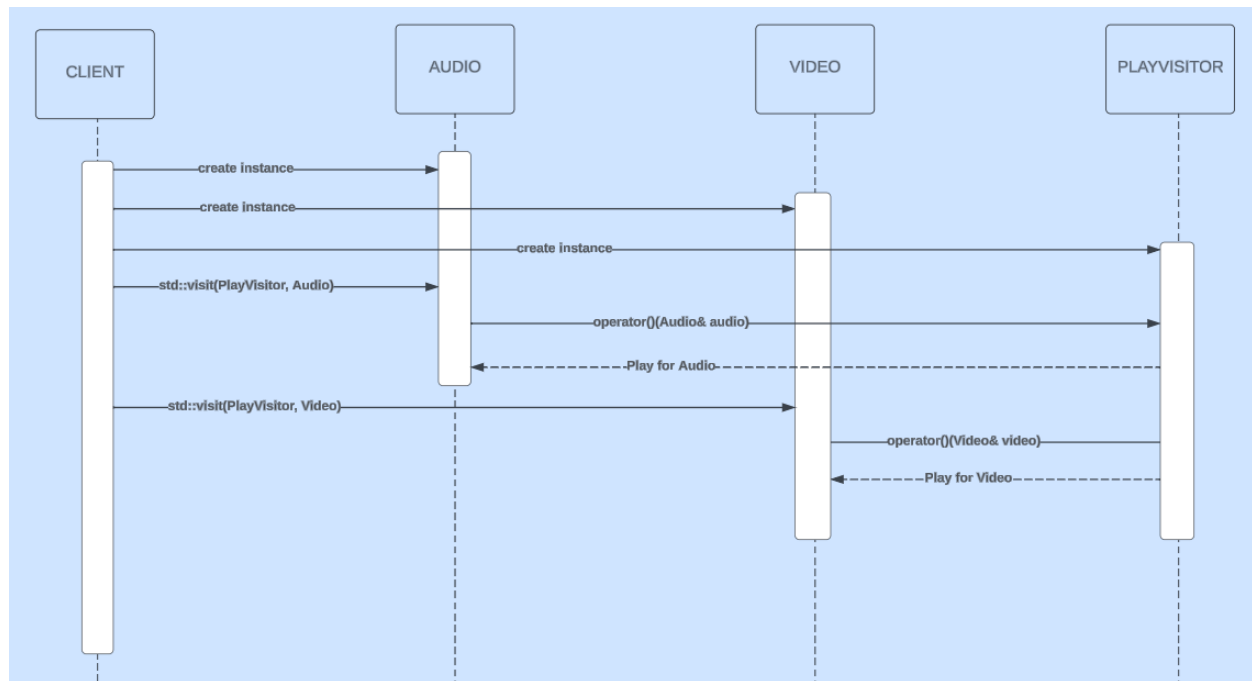 CLIENT
AUDIO
VIDEO
PLAYVISITOR
create instance
create instance
create instance
std::visit(PlayVisitor, Audio)
operator()(Audio& audio)
Play for Audio
std::visit(PlayVisitor, Video)
operator()(Video& video)
Play for Video